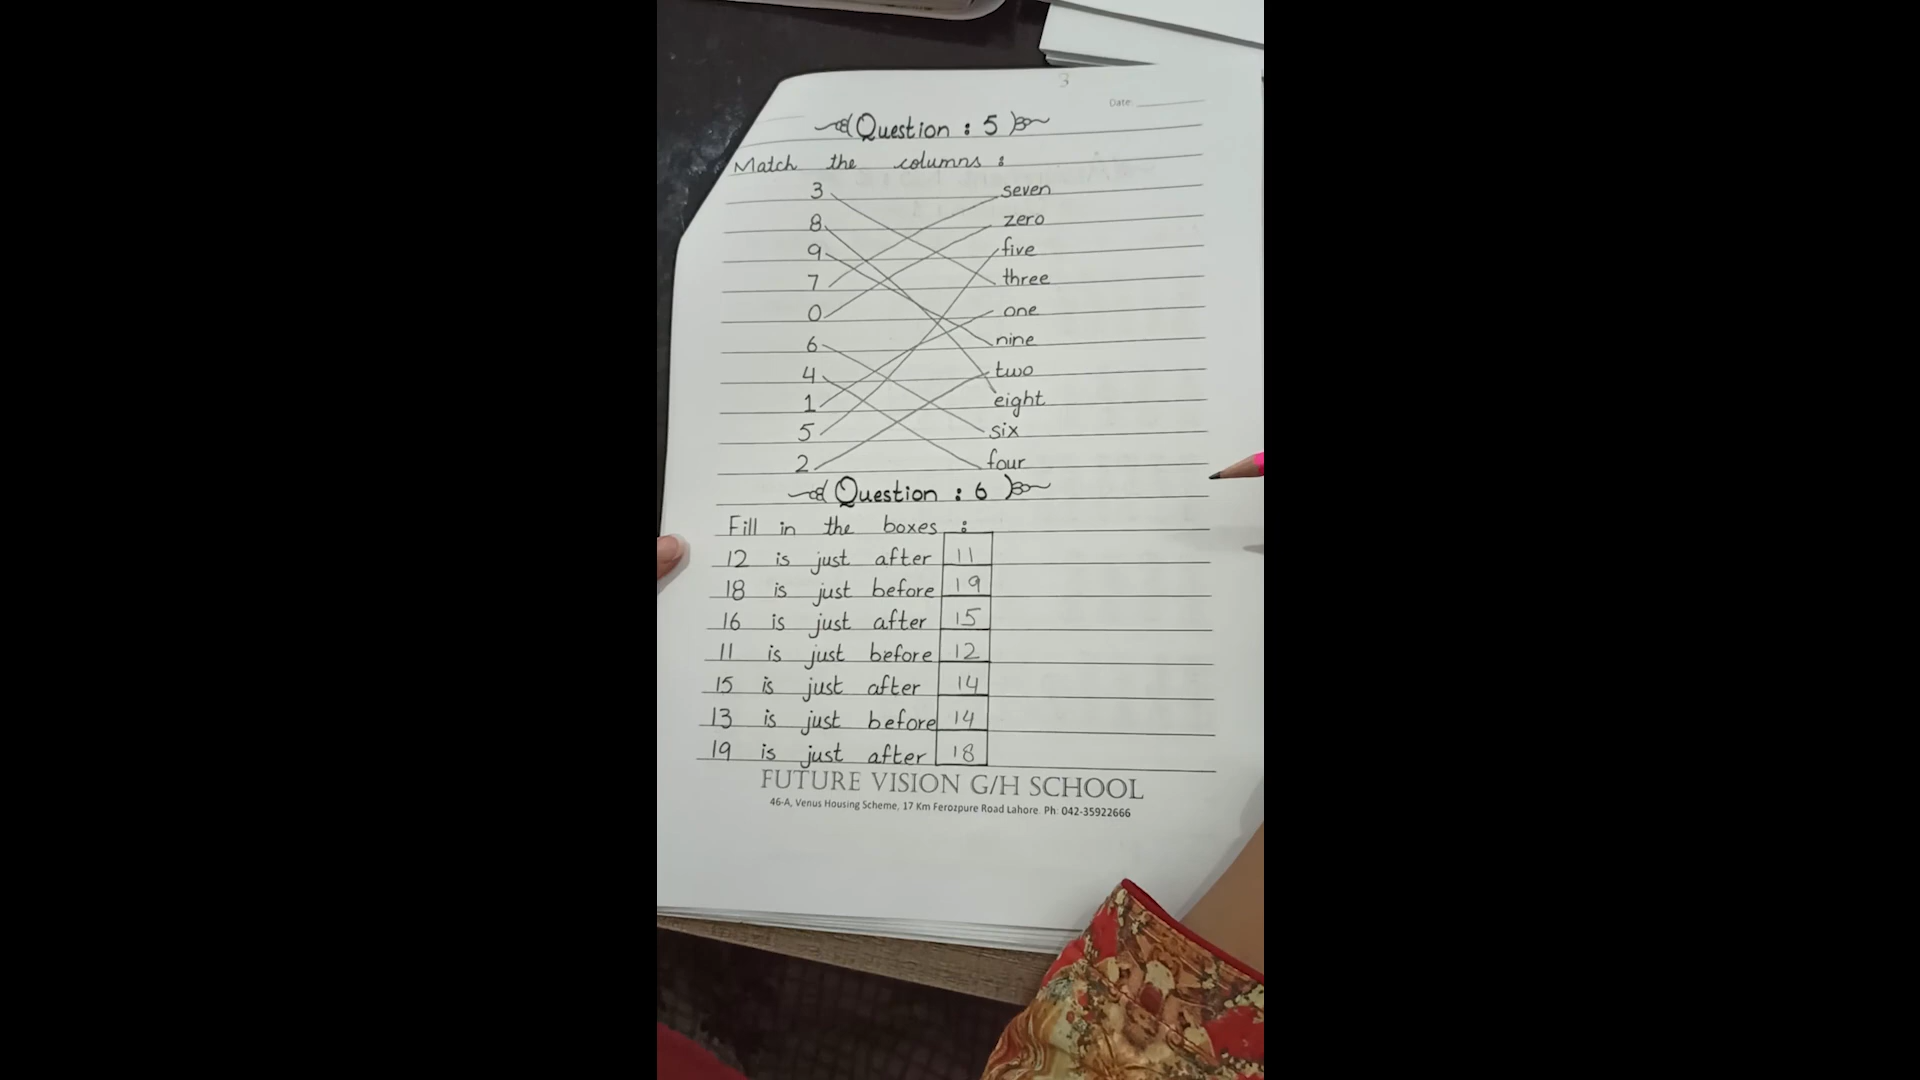 3
Date:
Question : 5
Match the columns :
3 seven
8 zero
9 five
7 three
0 one
6 nine
4 two
1 eight
5 six
2 four
Question : 6
Fill in the boxes :
12 is just after 11
18 is just before 19
16 is just after 15
11 is just before 12
15 is just after 14
13 is just before 14
19 is just after 18
FUTURE VISION G/H SCHOOL
46-A, Venus Housing Scheme, 17 Km Ferozpure Road Lahore. Ph: 042-35922666